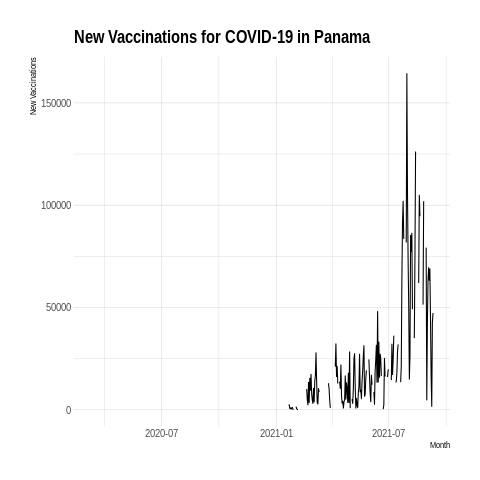 New Vaccinations for COVID-19 in Panama
New Vaccinations
150000
100000
50000
0
2020-07
2021-01
2021-07
Month